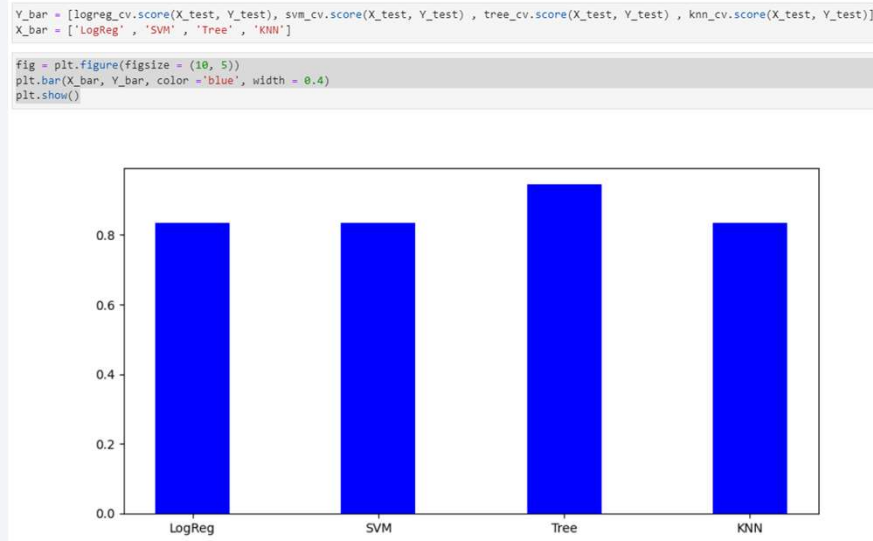 Y_bar = [logreg_cv.score(X_test, Y_test), svm_cv.score(X_test, Y_test) , tree_cv.score(X_test, Y_test) , knn_cv.score(X_test, Y_test)]
X_bar = ['LogReg' , 'SVM' , 'Tree' , 'KNN']
fig = plt.figure(figsize = (10, 5))
plt.bar(X_bar, Y_bar, color ='blue', width = 0.4)
plt.show()
0.8
0.6
0.4
0.2
0.0
LogReg SVM Tree KNN